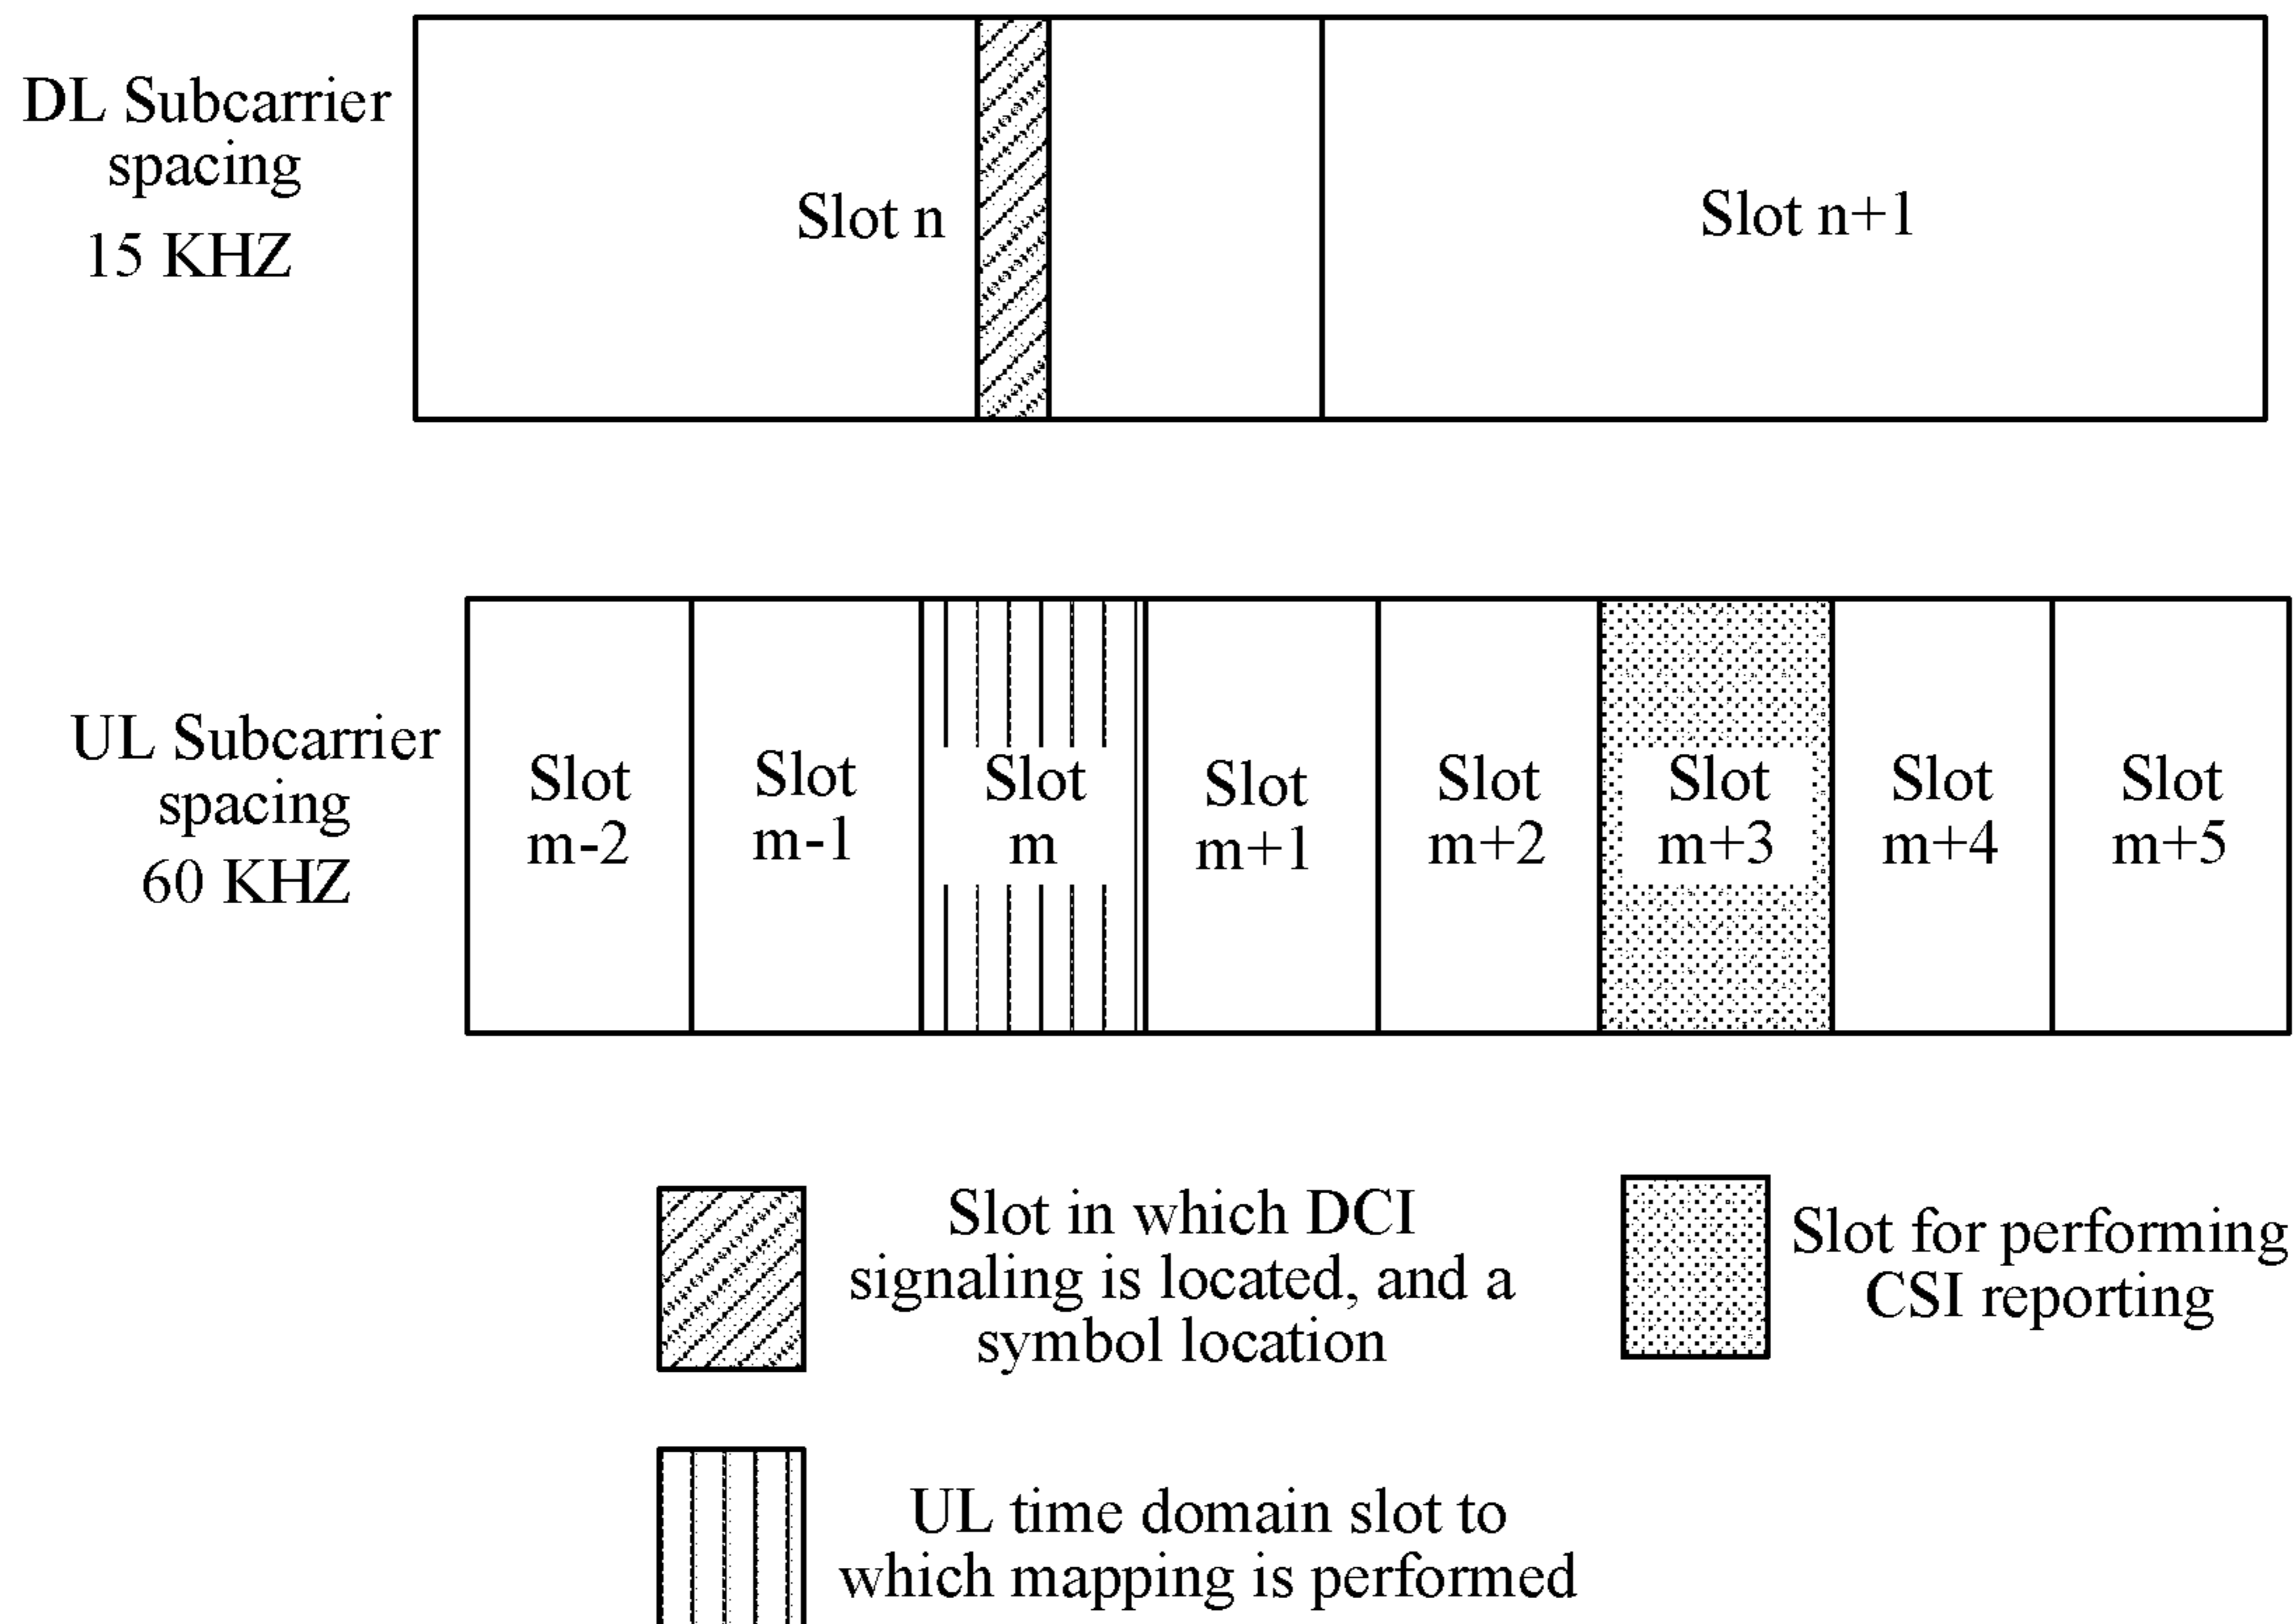 DL Subcarrier
spacing
15 KHZ
Slot n
Slot n+1
UL Subcarrier
spacing
60 KHZ
Slot
m-2
Slot
m-1
Slot
m
Slot
m+1
Slot
m+2
Slot
m+3
Slot
m+4
Slot
m+5
Slot in which DCI
signaling is located, and a
symbol location
Slot for performing
CSI reporting
UL time domain slot to
which mapping is performed